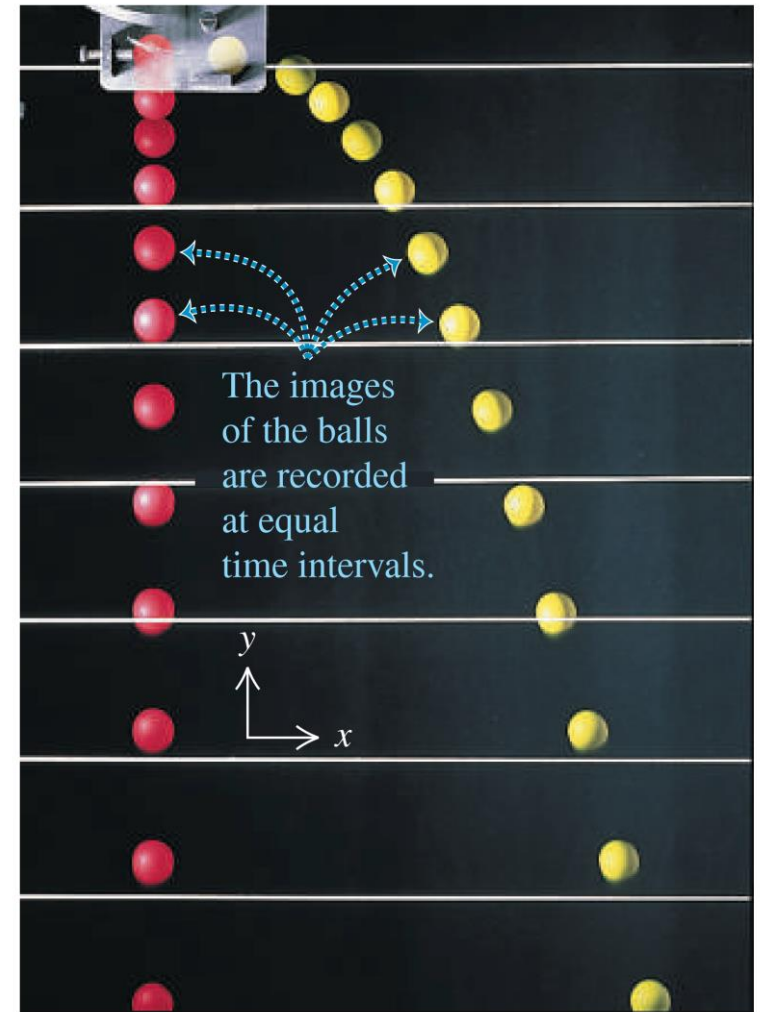 The images
of the balls
are recorded
at equal
time intervals.
y
x